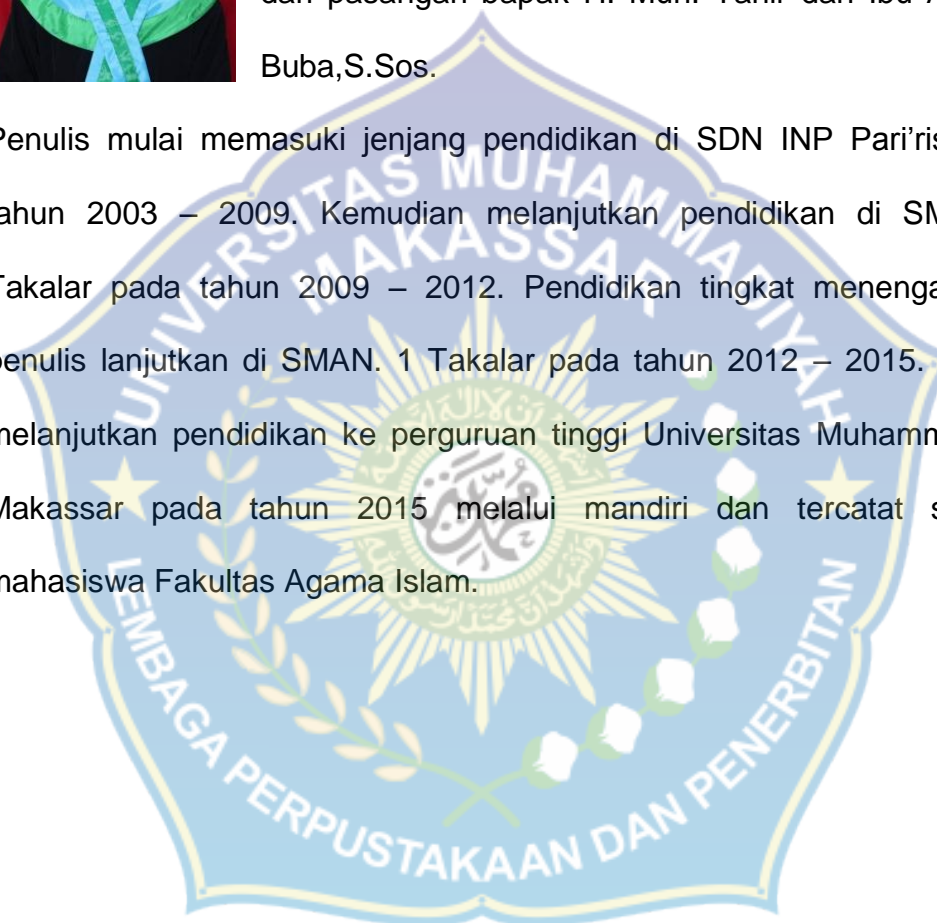 dari pasangan bapak H. Muh. Tahir dan Ibu
Buba,S.Sos.
Penulis mulai memasuki jenjang pendidikan di SDN INP Pari'ris
tahun 2003 – 2009. Kemudian melanjutkan pendidikan di SM
Takalar pada tahun 2009 – 2012. Pendidikan tingkat menenga
penulis lanjutkan di SMAN. 1 Takalar pada tahun 2012 – 2015.
melanjutkan pendidikan ke perguruan tinggi Universitas Muhamm
Makassar pada tahun 2015 melalui mandiri dan tercatat s
mahasiswa Fakultas Agama Islam.
UNIVERSITAS MUHAMMADIYAH
MAKASSAR
LEMBAGA PERPUSTAKAAN DAN PENERBITAN